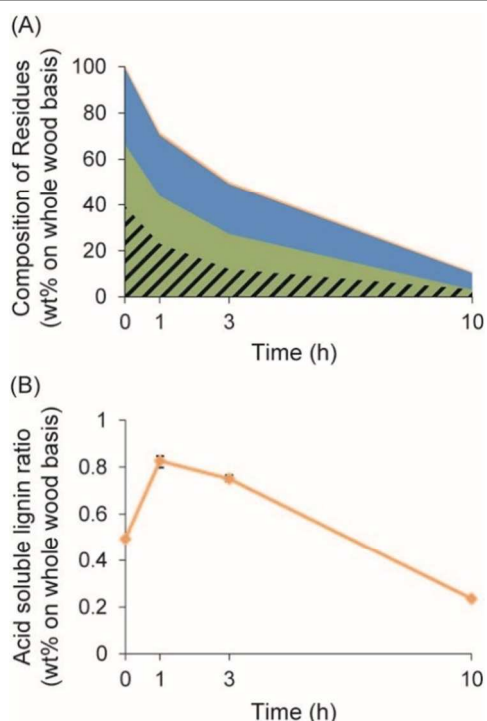 (A)
Composition of Residues
(wt% on whole wood basis)
100
80
60
40
20
0
0 1 3 10
Time (h)
(B)
Acid soluble lignin ratio
(wt% on whole wood basis)
1
0.8
0.6
0.4
0.2
0
0 1 3 10
Time (h)